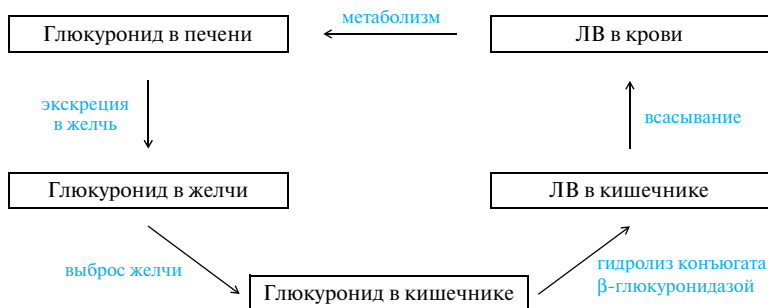 метаболизм
Глюкуронид в печени
ЛВ в крови
экскреция
в желчь
всасывание
Глюкуронид в желчи
ЛВ в кишечнике
выброс желчи
Глюкуронид в кишечнике
гидролиз конъюгата
β-глюкуронидазой